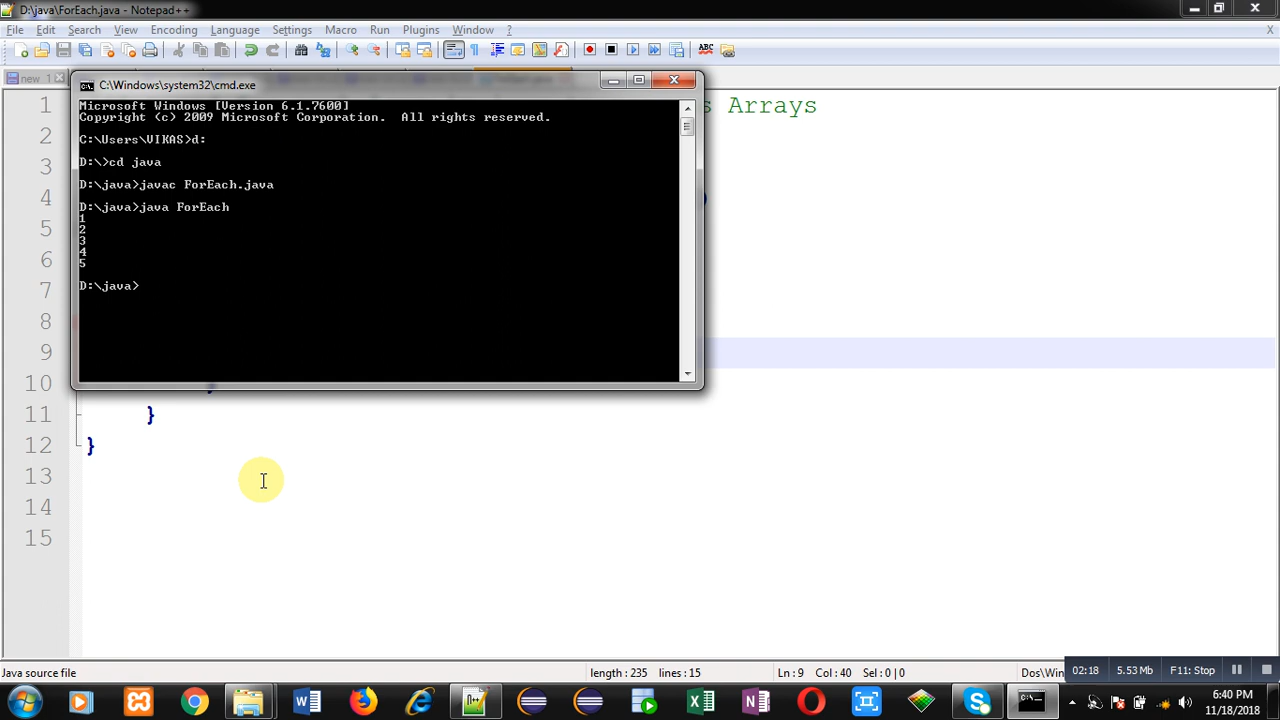 D:\java\ForEach.java - Notepad++
File Edit Search View Encoding Language Settings Macro Run Plugins Window ? X
new 1
C:\Windows\system32\cmd.exe
Microsoft Windows [Version 6.1.7600]
Copyright (c) 2009 Microsoft Corporation. All rights reserved.
C:\Users\VIKAS>d:
D:\>cd java
D:\java>javac ForEach.java
D:\java>java ForEach
1
2
3
4
5
D:\java>
1 s Arrays
2
3
4 )
5
6
7
8
9
10 }
11 }
12 }
13
14
15
Java source file length : 235 lines : 15 Ln : 9 Col : 40 Sel : 0 | 0 Dos\Win
02:18 5.53 Mb F11: Stop
6:40 PM
11/18/2018